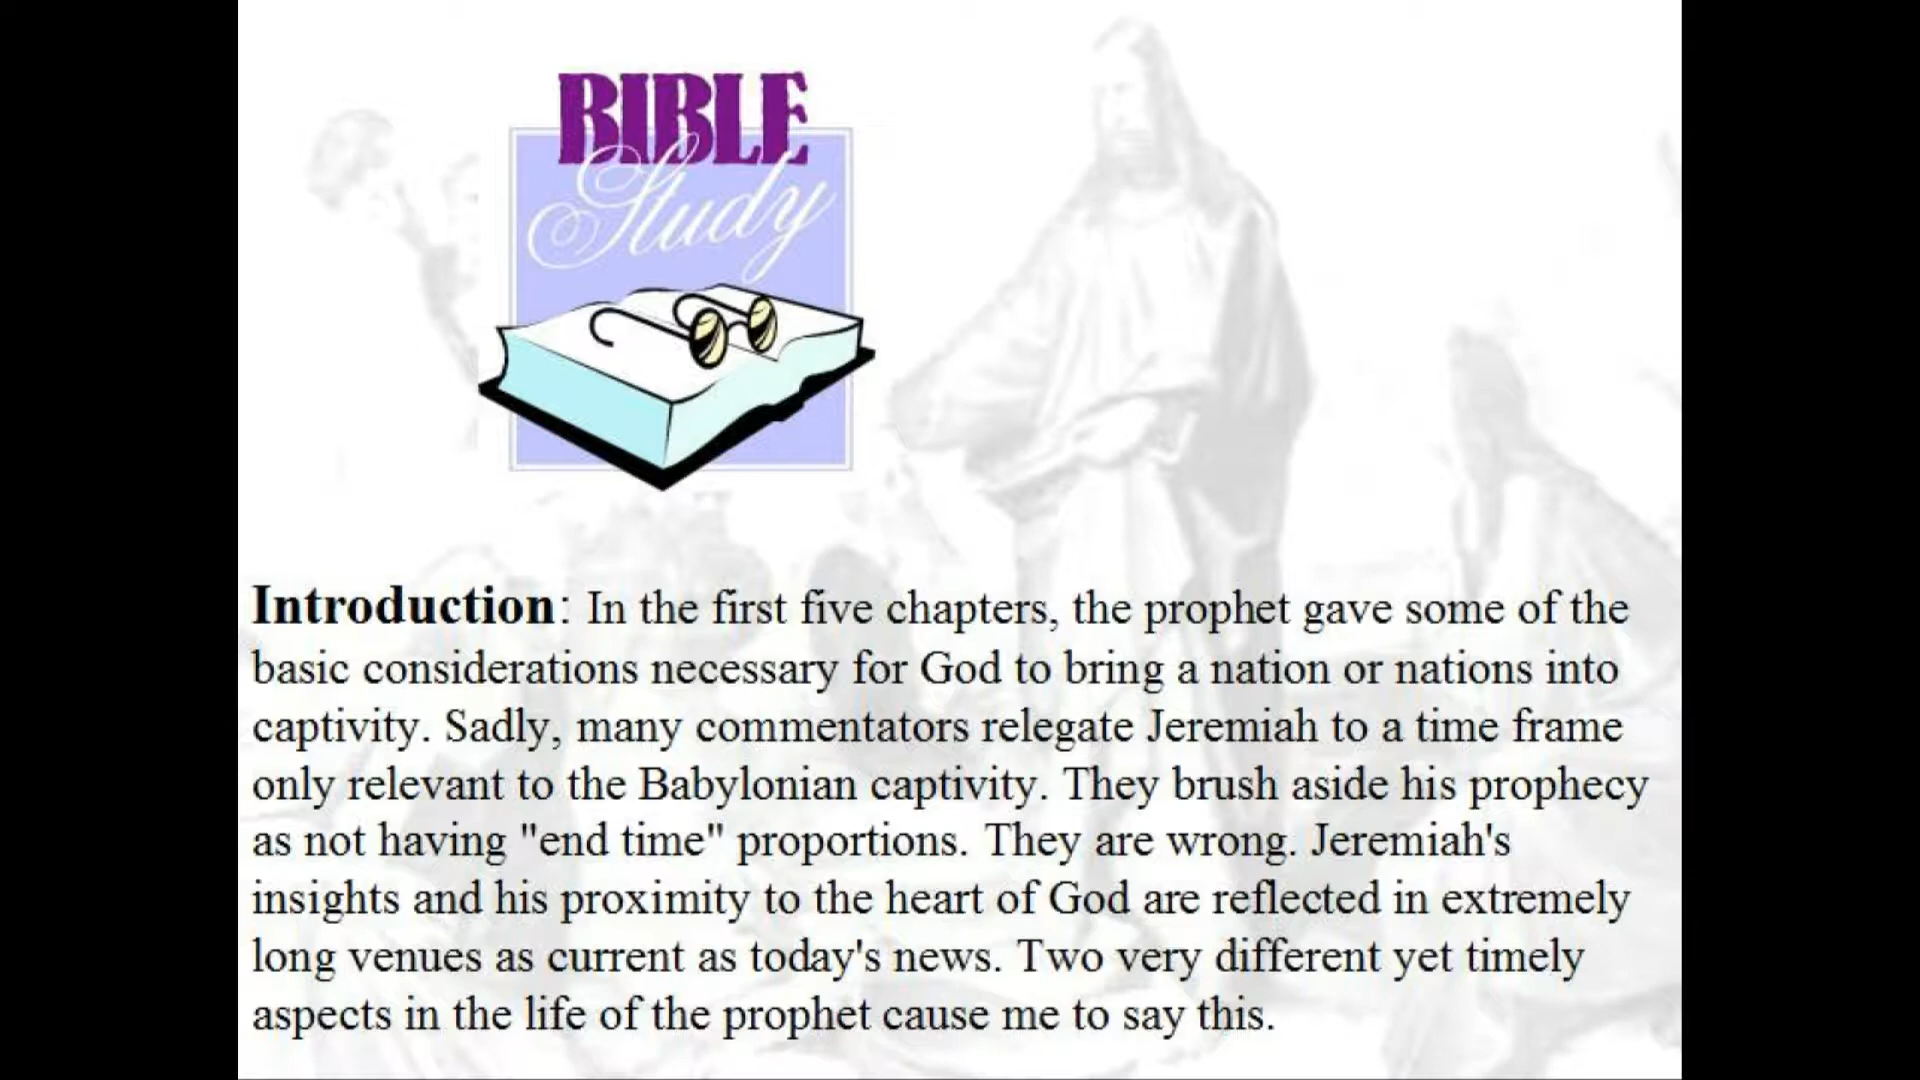 BIBLE
Study
Introduction: In the first five chapters, the prophet gave some of the
basic considerations necessary for God to bring a nation or nations into
captivity. Sadly, many commentators relegate Jeremiah to a time frame
only relevant to the Babylonian captivity. They brush aside his prophecy
as not having "end time" proportions. They are wrong. Jeremiah's
insights and his proximity to the heart of God are reflected in extremely
long venues as current as today's news. Two very different yet timely
aspects in the life of the prophet cause me to say this.